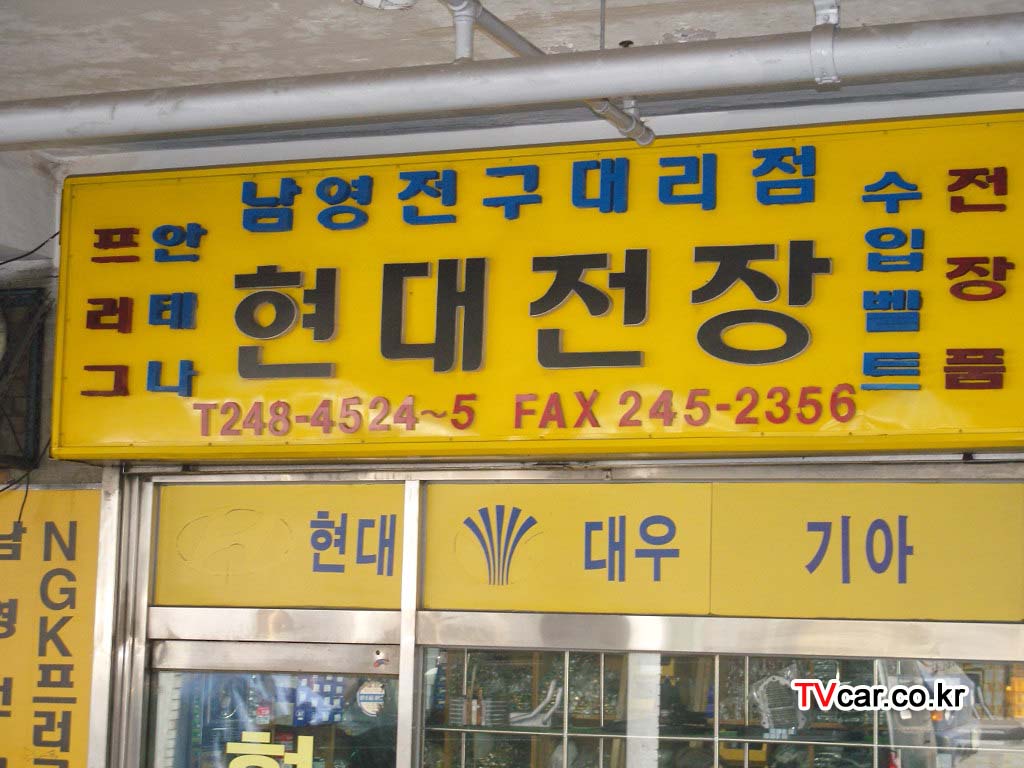 남영전구대리점
프리그
안테나
현대전장
수입벨트
전장품
T248-4524~5 FAX 245-2356
현대 대우 기아
NGK프러그
TVcar.co.kr